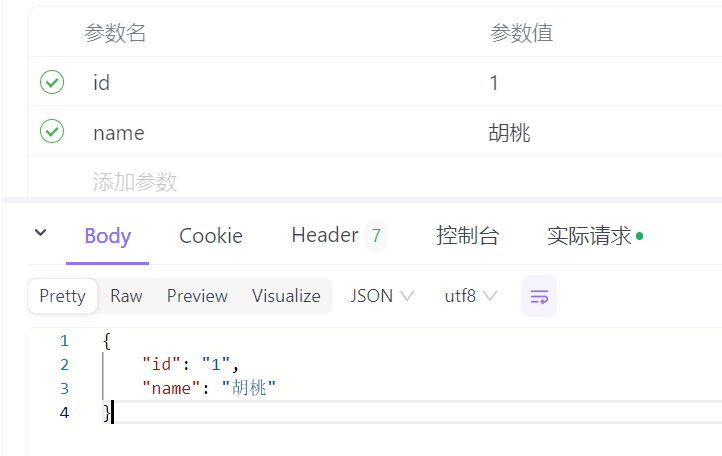 参数名 参数值
id 1
name 胡桃
添加参数
Body Cookie Header 7 控制台 实际请求
Pretty Raw Preview Visualize JSON utf8
1 {
2 "id": "1",
3 "name": "胡桃"
4 }